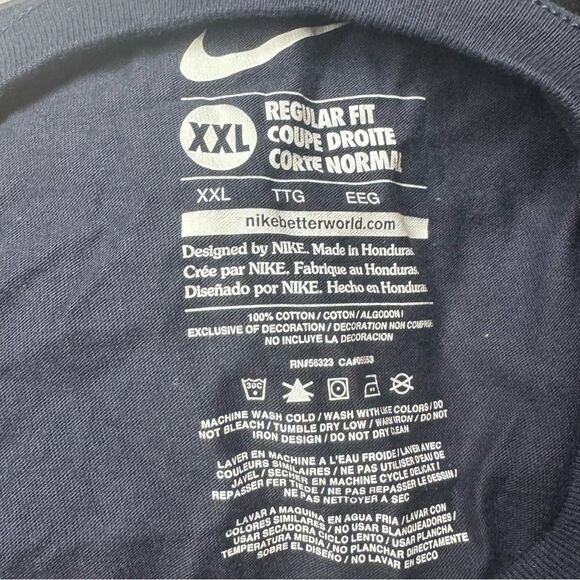 XXL
REGULAR FIT
COUPE DROITE
CORTE NORMAL
XXL TTG EEG
nikebetterworld.com
Designed by NIKE. Made in Honduras.
Crée par NIKE. Fabrique au Honduras.
Diseñado por NIKE. Hecho en Honduras.
100% COTTON / COTON / ALGODON /
EXCLUSIVE OF DECORATION / DECORATION NON COMPRISE
NO INCLUYE LA DECORACION
RN#56323 CA#05553
30C
MACHINE WASH COLD / WASH WITH LIKE COLORS / DO
NOT BLEACH / TUMBLE DRY LOW / WARM IRON / DO NOT
IRON DESIGN / DO NOT DRY CLEAN
LAVER EN MACHINE A L'EAU FROIDE / LAVER AVEC
COULEURS SIMILAIRES / NE PAS UTILISER D'EAU DE
JAVEL / SECHER EN MACHINE CYCLE DELICAT /
REPASSER FER TIEDE / NE PAS REPASSER LE DESSIN /
NE PAS NETTOYER A SEC
LAVAR A MAQUINA EN AGUA FRIA / LAVAR CON
COLORES SIMILARES / NO USAR BLANQUEADORES /
USAR SECADORA CICLO LENTO / USAR PLANCHA
TEMPERATURA MEDIA / NO PLANCHAR DIRECTAMENTE
SOBRE EL DISEÑO / NO LAVAR EN SECO